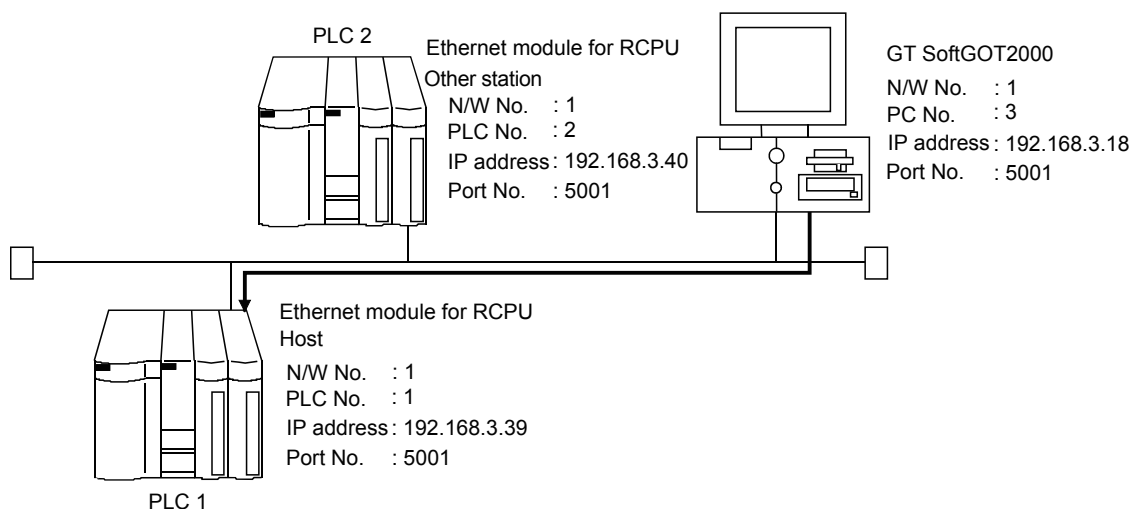 PLC 2
Ethernet module for RCPU
Other station
N/W No. : 1
PLC No. : 2
IP address : 192.168.3.40
Port No. : 5001
GT SoftGOT2000
N/W No. : 1
PC No. : 3
IP address : 192.168.3.18
Port No. : 5001
Ethernet module for RCPU
Host
N/W No. : 1
PLC No. : 1
IP address : 192.168.3.39
Port No. : 5001
PLC 1